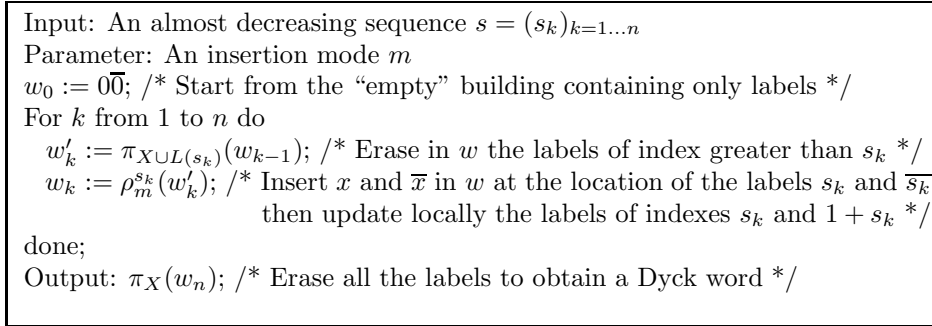 Input: An almost decreasing sequence s = (s_k)_{k=1...n}
Parameter: An insertion mode m
w_0 := 0\overline{0}; /* Start from the “empty” building containing only labels */
For k from 1 to n do
w'_k := π_{X∪L(s_k)}(w_{k−1}); /* Erase in w the labels of index greater than s_k */
w_k := ρ_m^{s_k}(w'_k); /* Insert x and \overline{x} in w at the location of the labels s_k and \overline{s_k}
then update locally the labels of indexes s_k and 1 + s_k */
done;
Output: π_X(w_n); /* Erase all the labels to obtain a Dyck word */